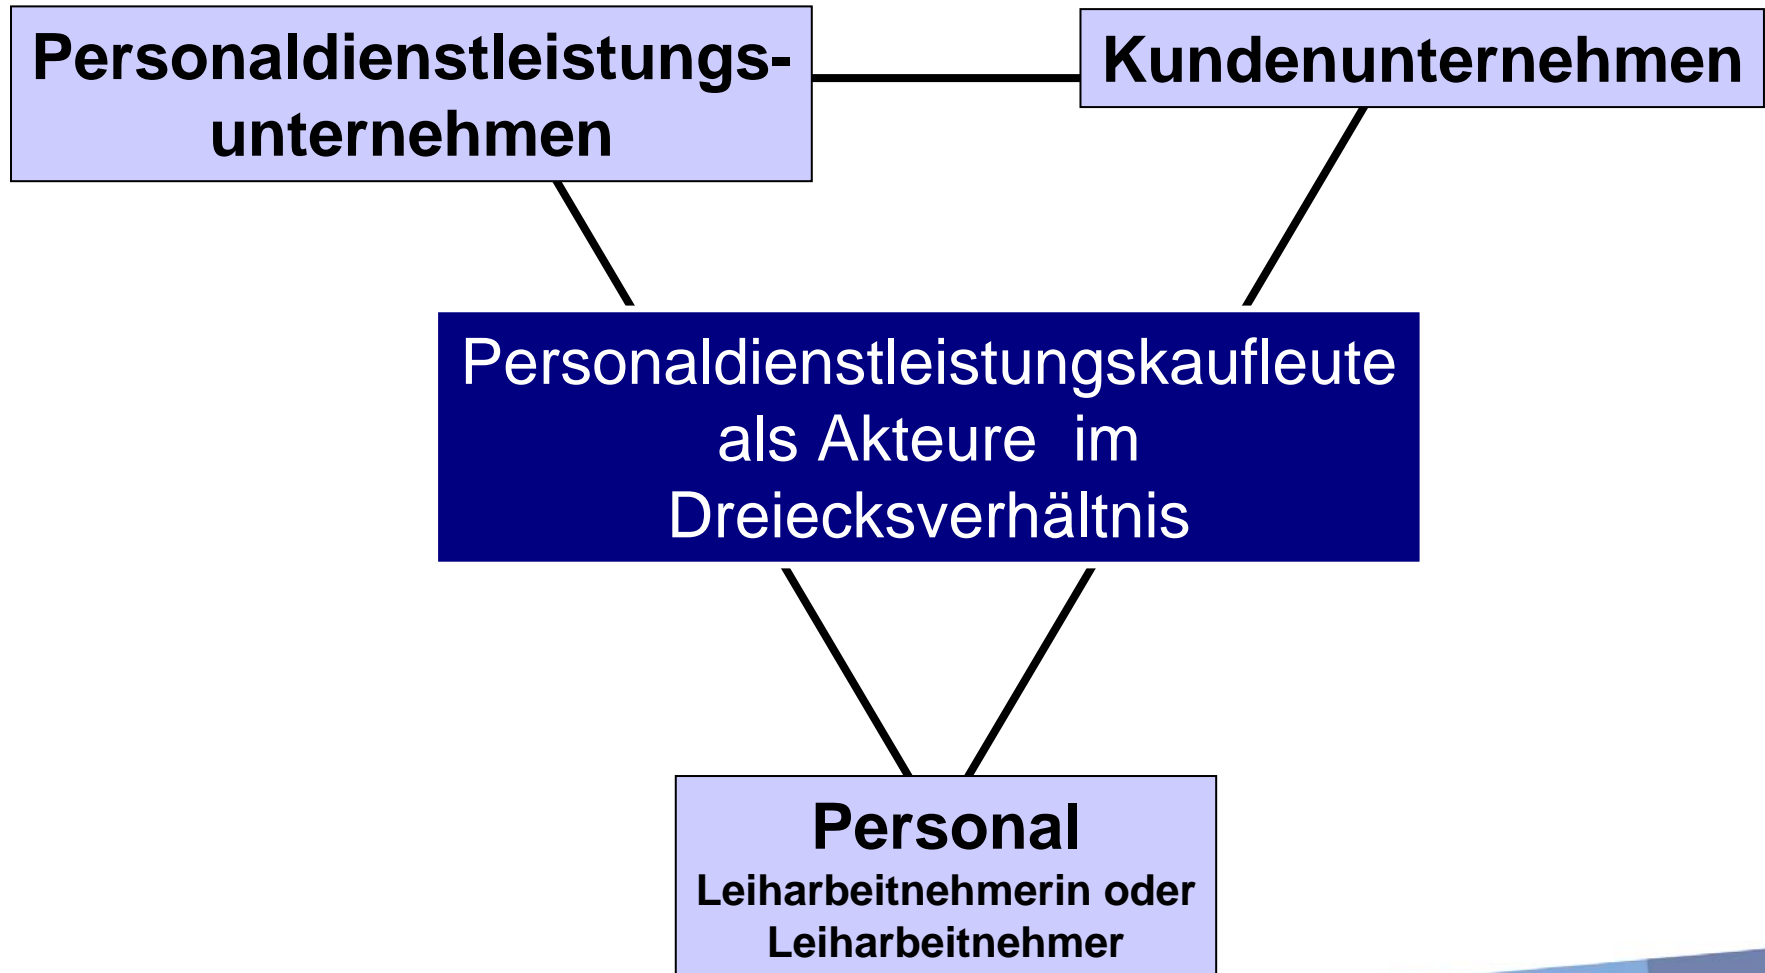 Personaldienstleistungs-
unternehmen
Kundenunternehmen
Personaldienstleistungskaufleute
als Akteure im
Dreiecksverhältnis
Personal
Leiharbeitnehmerin oder
Leiharbeitnehmer